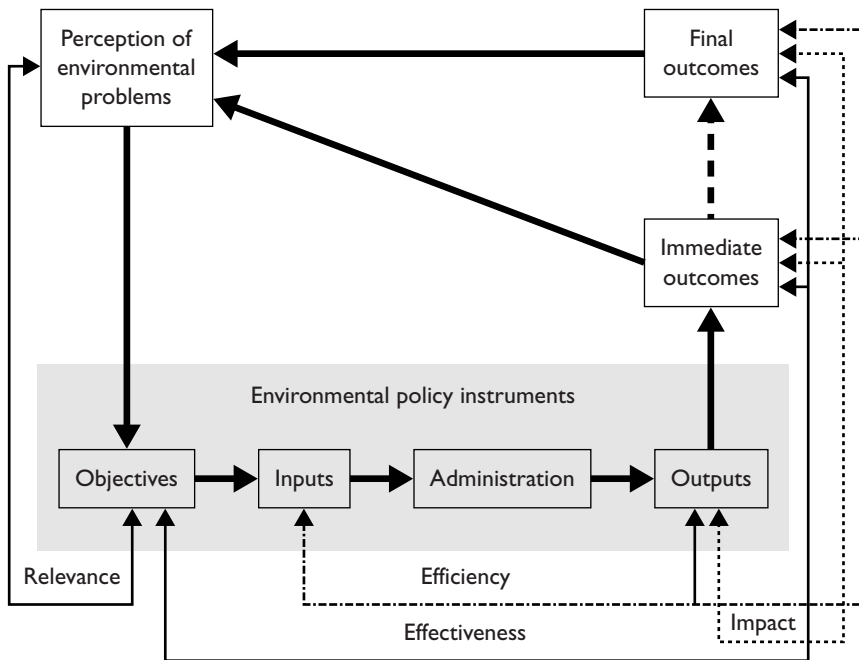 Perception of
environmental
problems
Final
outcomes
Immediate
outcomes
Environmental policy instruments
Objectives
Inputs
Administration
Outputs
Relevance
Efficiency
Impact
Effectiveness